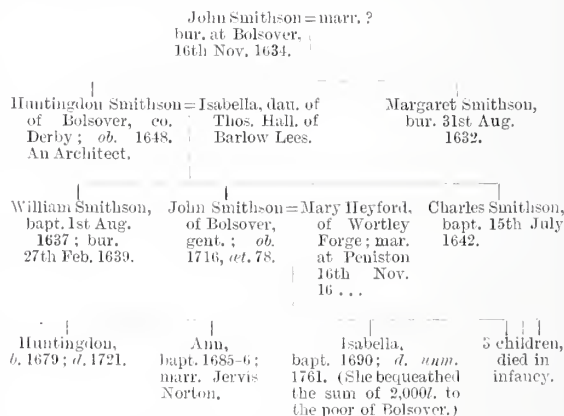 John Smithson = marr. ?
bur. at Bolsover,
16th Nov. 1634.
Huntingdon Smithson = Isabella, dau. of
of Bolsover, co.
Derby; ob. 1648.
An Architect.
Thos. Hall, of
Barlow Lees.
Margaret Smithson,
bur. 31st Aug.
1632.
William Smithson,
bapt. 1st Aug.
1637; bur.
27th Feb. 1639.
John Smithson = Mary Heyford,
of Bolsover,
gent.; ob.
1716, æt. 78.
of Wortley
Forge; mar.
at Peniston
16th Nov.
16 ...
Charles Smithson,
bapt. 15th July
1642.
Huntingdon,
b. 1679; d. 1721.
Ann,
bapt. 1685-6;
marr. Jervis
Norton.
Isabella,
bapt. 1690; d. unm.
1761. (She bequeathed
the sum of 2,000l. to
the poor of Bolsover.)
children,
died in
infancy.